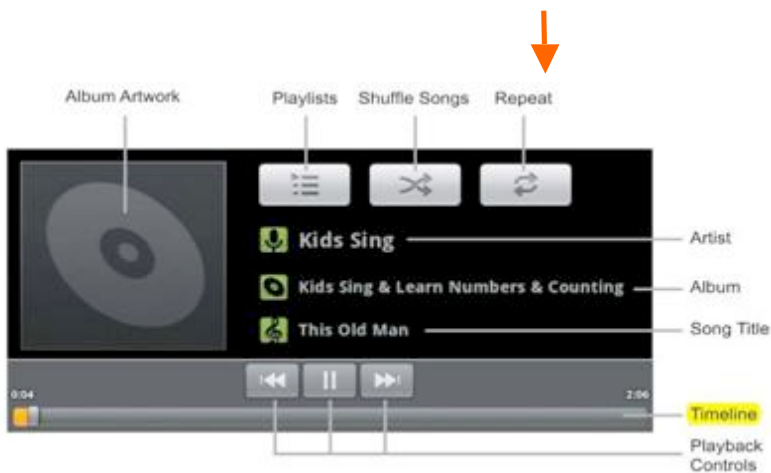 Album Artwork Playlists Shuffle Songs Repeat
Kids Sing Artist
Kids Sing & Learn Numbers & Counting Album
This Old Man Song Title
0:04 2:06
Timeline
Playback
Controls